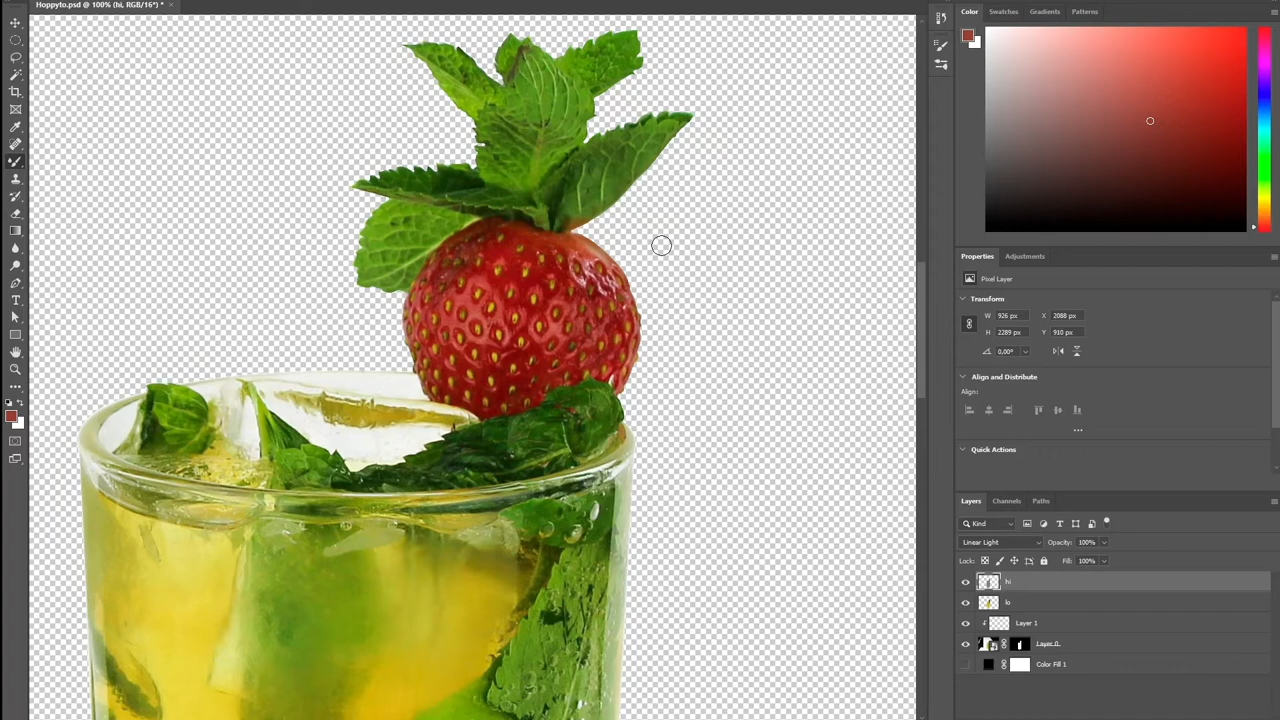 Hoppyto.psd @ 100% (hi, RGB/16*) *
Color Swatches Gradients Patterns
Properties Adjustments
Pixel Layer
Transform
W 926 px X 2088 px
H 2289 px Y 910 px
0,00°
Align and Distribute
Align:
Quick Actions
Layers Channels Paths
Kind
Linear Light Opacity: 100%
Lock: Fill: 100%
hi
lo
Layer 1
Layer 0
Color Fill 1